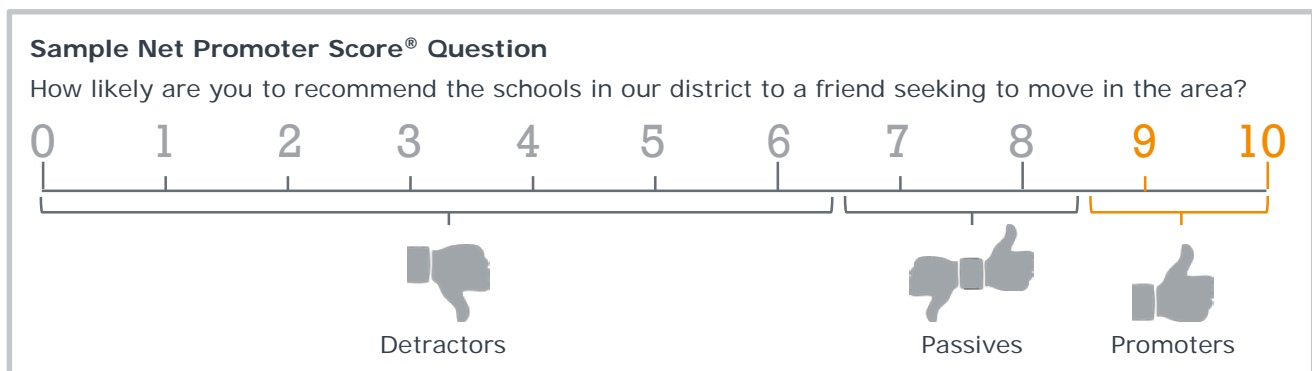 Sample Net Promoter Score® Question
How likely are you to recommend the schools in our district to a friend seeking to move in the area?
0 1 2 3 4 5 6 7 8 9 10
Detractors Passives Promoters